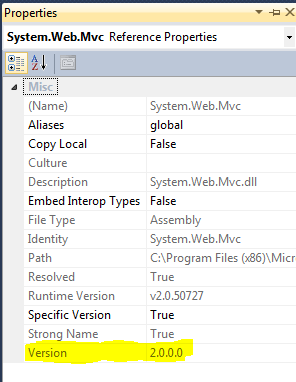 Properties
System.Web.Mvc Reference Properties
Misc
(Name) System.Web.Mvc
Aliases global
Copy Local False
Culture
Description System.Web.Mvc.dll
Embed Interop Types False
File Type Assembly
Identity System.Web.Mvc
Path C:\Program Files (x86)\Micr
Resolved True
Runtime Version v2.0.50727
Specific Version True
Strong Name True
Version 2.0.0.0